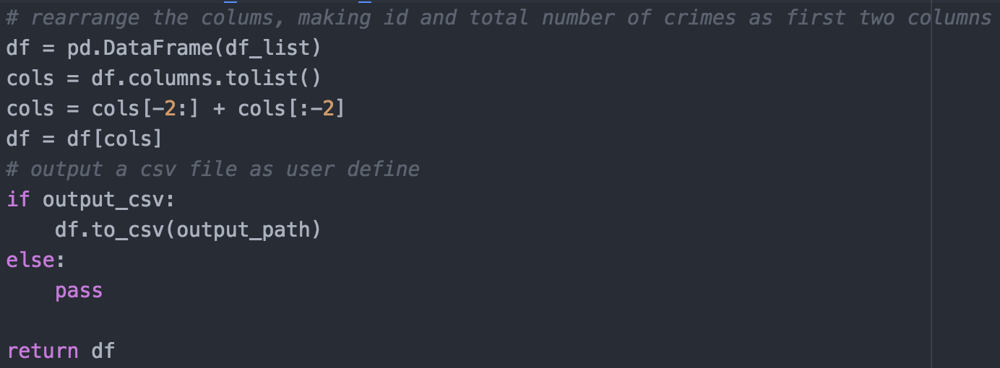 # rearrange the colums, making id and total number of crimes as first two columns
df = pd.DataFrame(df_list)
cols = df.columns.tolist()
cols = cols[-2:] + cols[:-2]
df = df[cols]
# output a csv file as user define
if output_csv:
    df.to_csv(output_path)
else:
    pass
return df